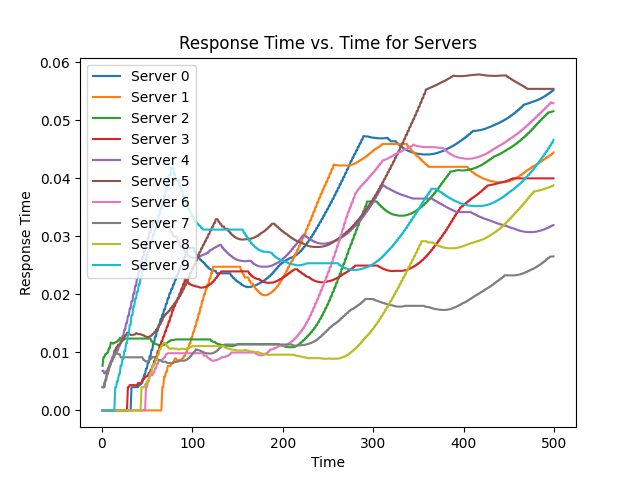 Response Time vs. Time for Servers
0.06
0.05
0.04
0.03
0.02
0.01
0.00
Response Time
Server 0
Server 1
Server 2
Server 3
Server 4
Server 5
Server 6
Server 7
Server 8
Server 9
0
100
200
300
400
500
Time